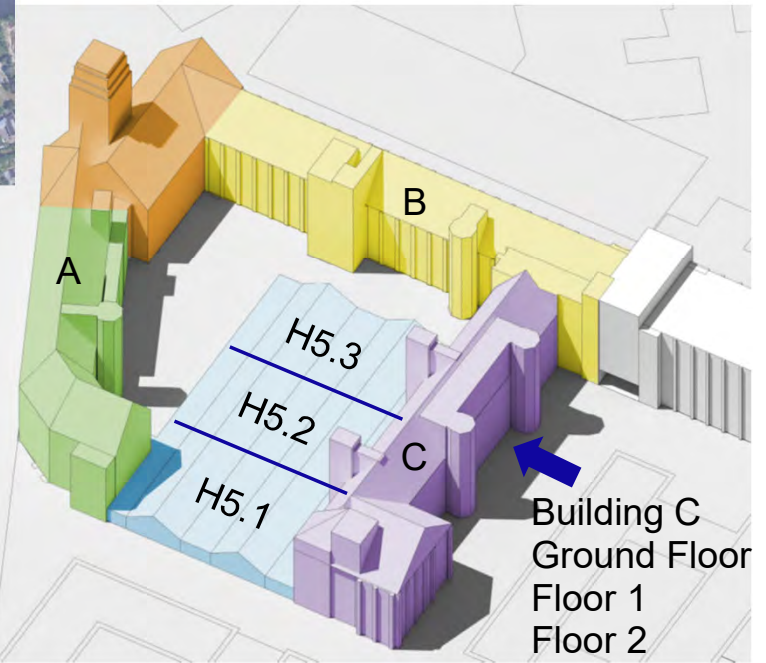 B
A
H5.3
H5.2
C
H5.1
Building C
Ground Floor
Floor 1
Floor 2